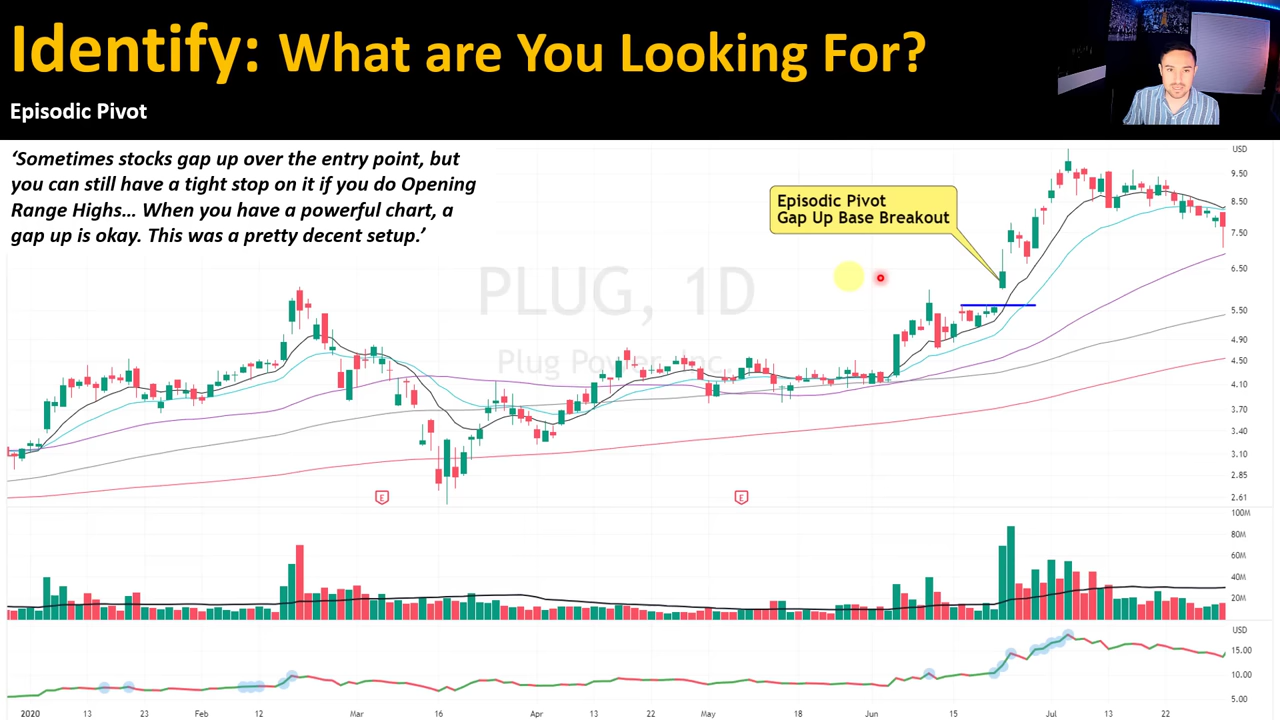 Identify: What are You Looking For?
Episodic Pivot
‘Sometimes stocks gap up over the entry point, but
you can still have a tight stop on it if you do Opening
Range Highs... When you have a powerful chart, a
gap up is okay. This was a pretty decent setup.’
Episodic Pivot
Gap Up Base Breakout
PLUG, 1D
Plug Power, Inc.
USD
9.50
8.50
7.50
6.50
5.50
4.90
4.50
4.10
3.70
3.40
3.10
2.85
2.61
E
E
100M
80M
60M
40M
20M
USD
15.00
10.00
5.00
2020
13
23
Feb
12
Mar
16
Apr
13
22
May
18
Jun
15
Jul
13
22